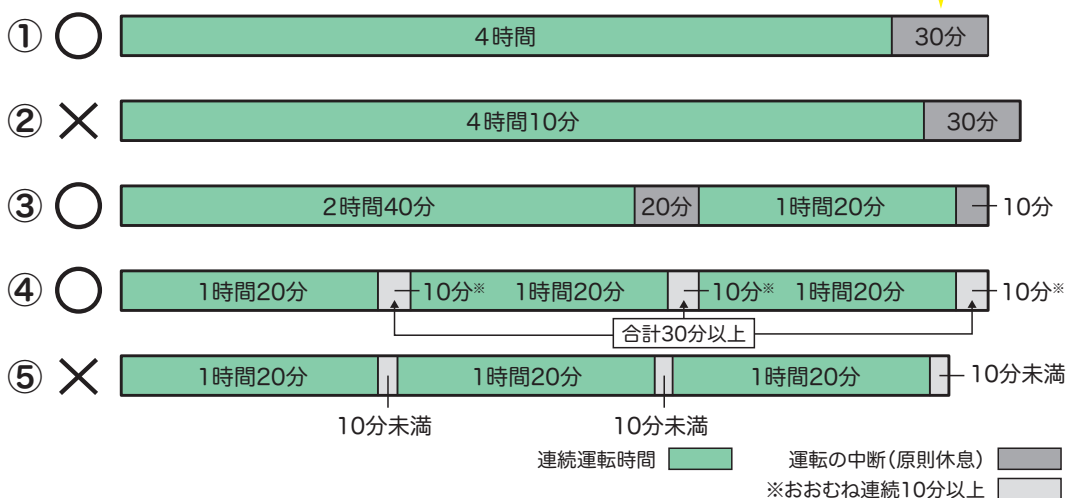 ① ○ 4時間 30分
② × 4時間10分 30分
③ ○ 2時間40分 20分 1時間20分 10分
④ ○ 1時間20分 10分※ 1時間20分 10分※ 1時間20分 10分※
合計30分以上
⑤ × 1時間20分 1時間20分 1時間20分 10分未満
10分未満 10分未満
連続運転時間 運転の中断(原則休息)
※おおむね連続10分以上